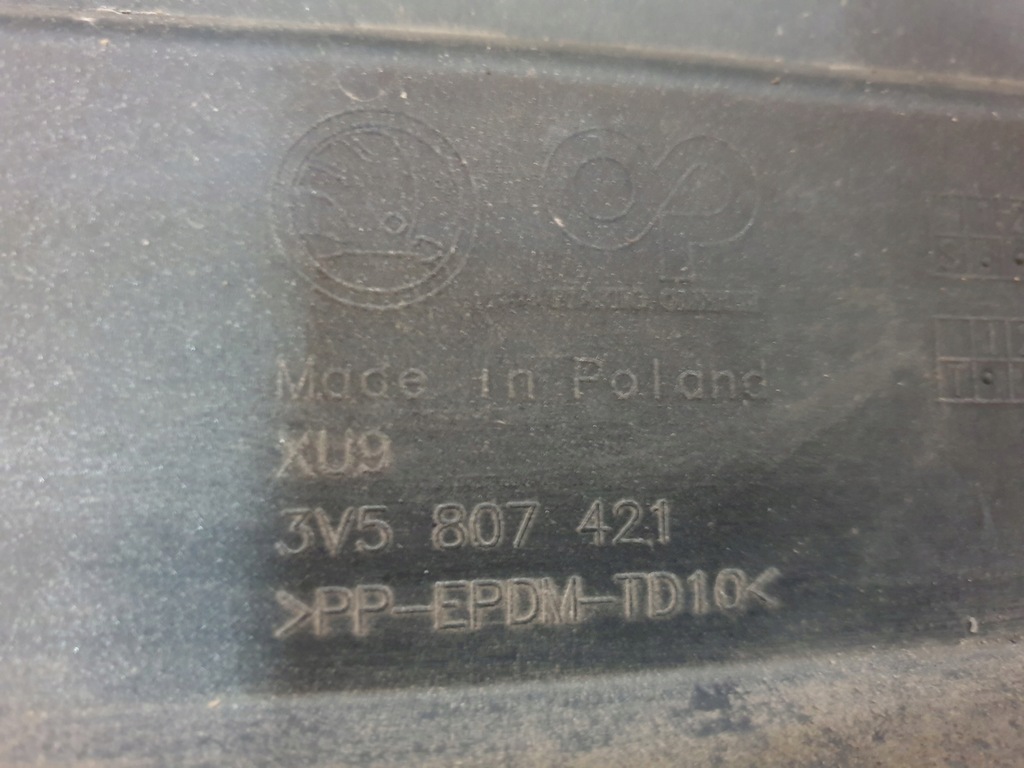 Made in Poland
XU9
3V5 807 421
>PP-EPDM-TD10<